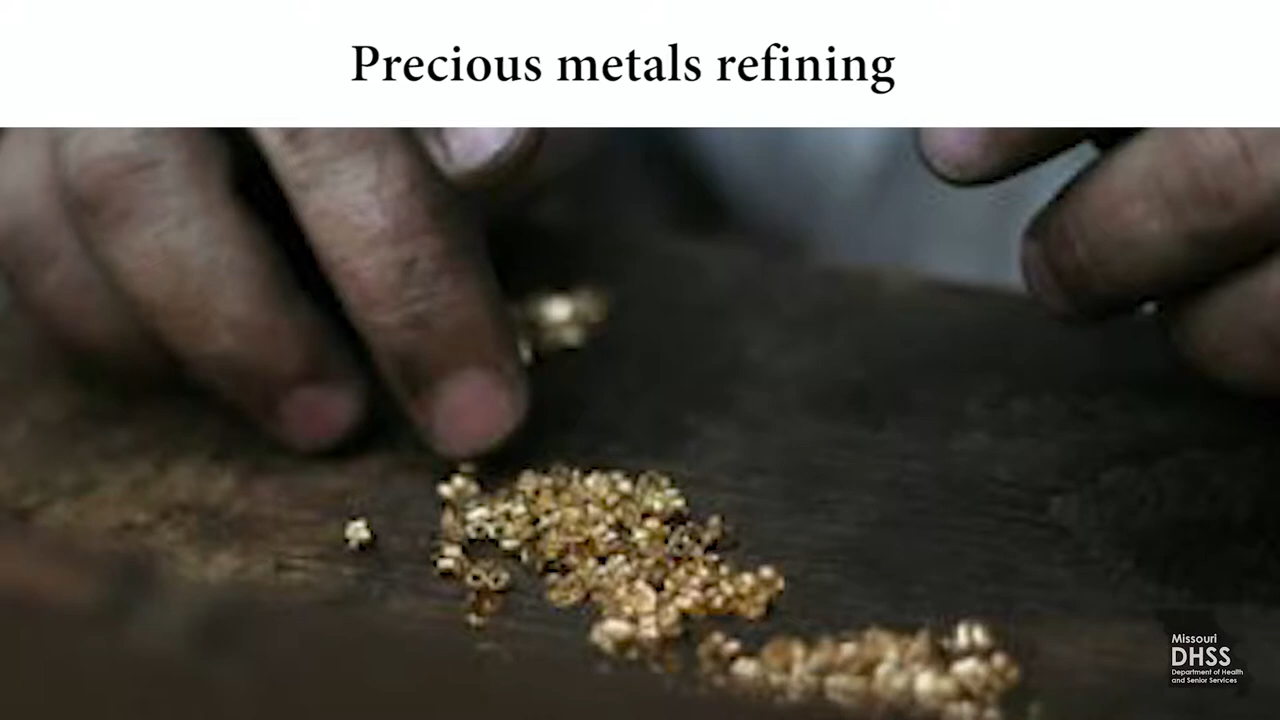 Precious metals refining
Missouri
DHSS
Department of Health
and Senior Services